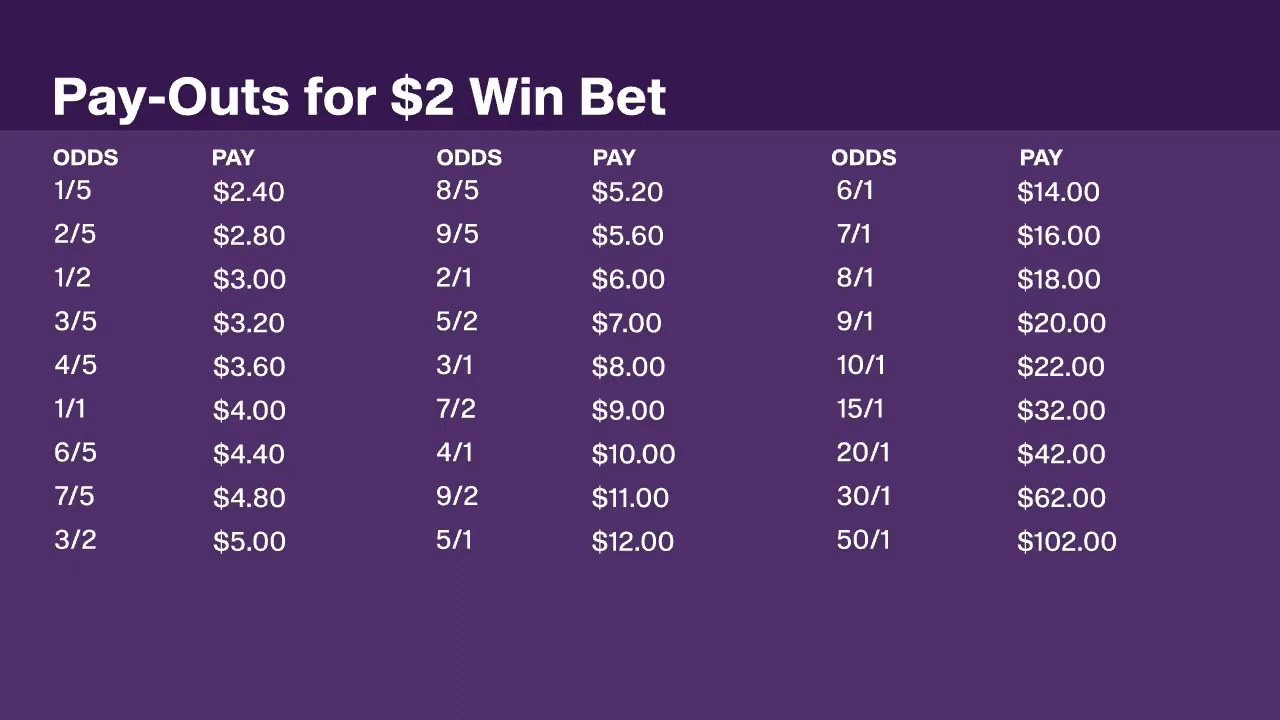 Pay-Outs for $2 Win Bet
ODDS PAY ODDS PAY ODDS PAY
1/5 $2.40 8/5 $5.20 6/1 $14.00
2/5 $2.80 9/5 $5.60 7/1 $16.00
1/2 $3.00 2/1 $6.00 8/1 $18.00
3/5 $3.20 5/2 $7.00 9/1 $20.00
4/5 $3.60 3/1 $8.00 10/1 $22.00
1/1 $4.00 7/2 $9.00 15/1 $32.00
6/5 $4.40 4/1 $10.00 20/1 $42.00
7/5 $4.80 9/2 $11.00 30/1 $62.00
3/2 $5.00 5/1 $12.00 50/1 $102.00